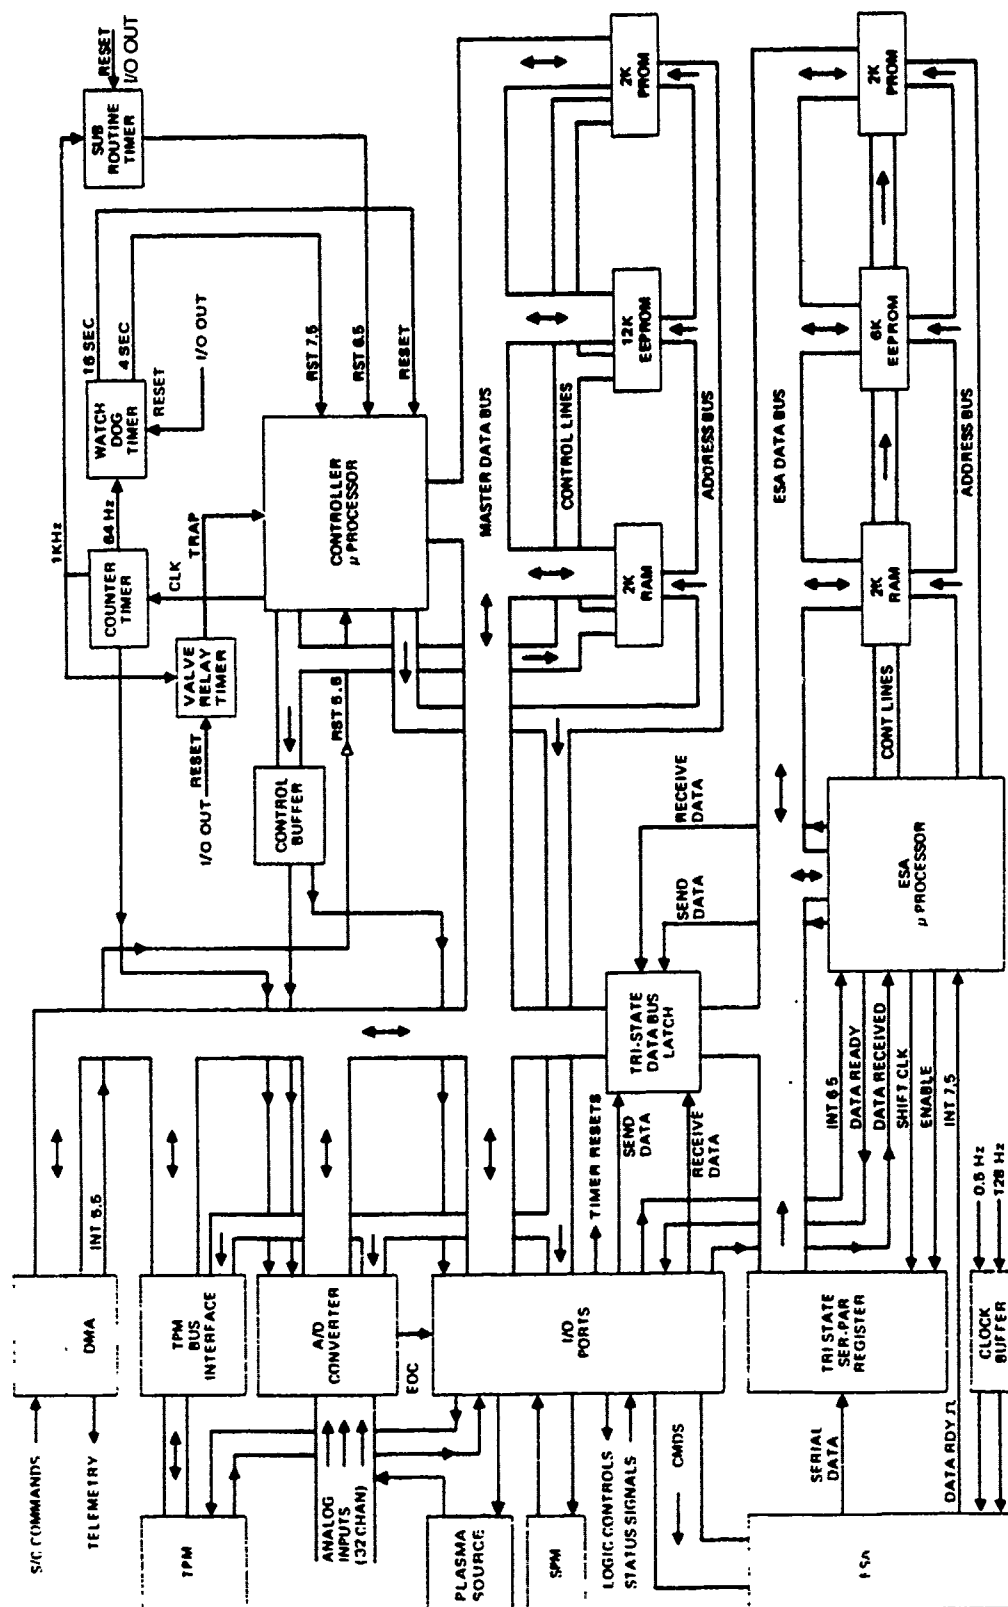 S/C COMMANDS
TELEMETRY
DMA
INT 5.5
TPM
TPM
BUS
INTERFACE
ANALOG
INPUTS
(32 CHAN)
A/D
CONVERTER
EOC
PLASMA
SOURCE
SPM
LOGIC CONTROLS
STATUS SIGNALS
CMDS
I/O
PORTS
TIMER RESETS
SEND
DATA
RECEIVE
DATA
TRI-STATE
DATA BUS
LATCH
SEND
DATA
RECEIVE
DATA
SERIAL
DATA
DATA RDY
TRI STATE
SER-PAR
REGISTER
CLOCK
BUFFER
0.5 Hz
128 Hz
INT 6.5
DATA READY
DATA RECEIVED
SHIFT CLK
ENABLE
INT 7.5
ESA
μ PROCESSOR
CONT LINES
2K
RAM
6K
EEPROM
2K
PROM
ESA DATA BUS
ADDRESS BUS
I/O OUT
RESET
VALVE
RELAY
TIMER
CONTROL
BUFFER
RST 5.5
COUNTER
TIMER
1KHz
64 Hz
CLK
TRAP
WATCH
DOG
TIMER
16 SEC
4 SEC
RESET
I/O OUT
SUB
ROUTINE
TIMER
RESET
I/O OUT
CONTROLLER
μ PROCESSOR
RST 7.5
RST 6.5
RESET
MASTER DATA BUS
CONTROL LINES
ADDRESS BUS
2K
RAM
12K
EEPROM
2K
PROM